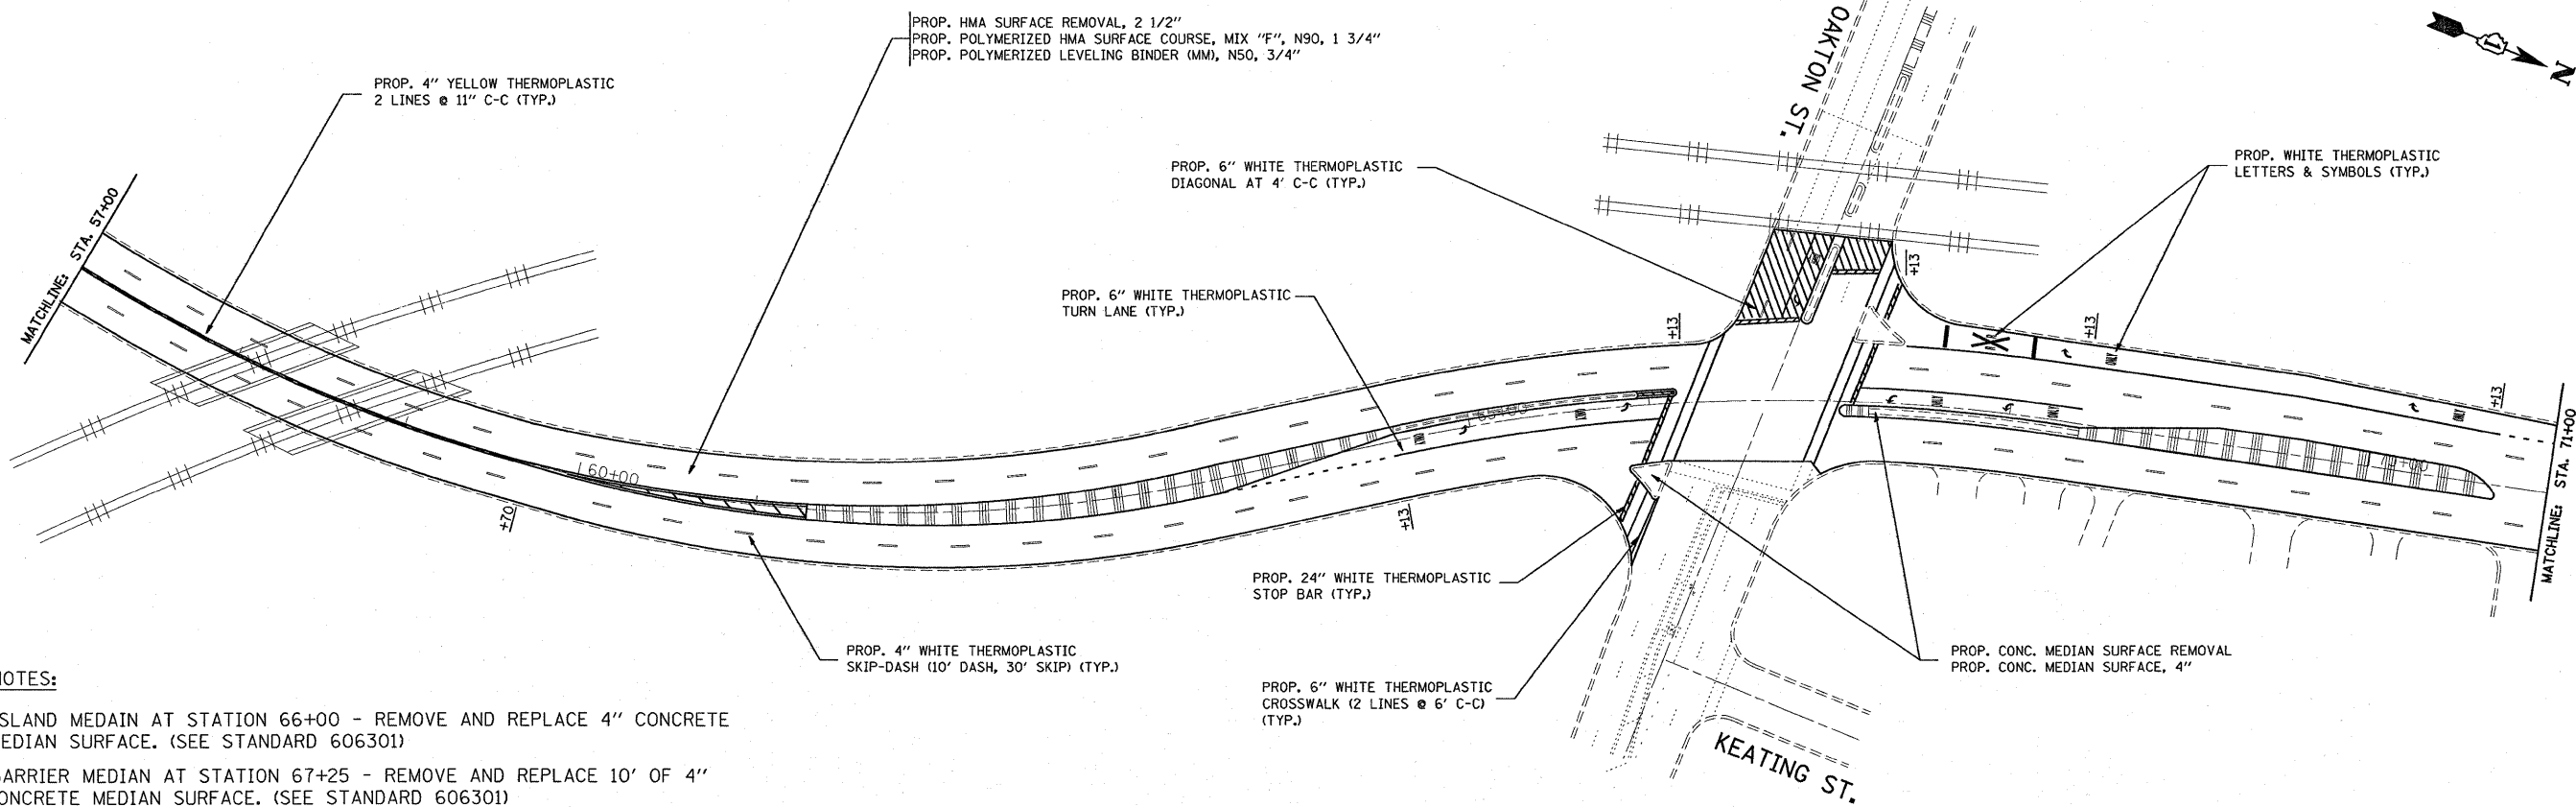 PROP. HMA SURFACE REMOVAL, 2 1/2"
PROP. POLYMERIZED HMA SURFACE COURSE, MIX "F", N90, 1 3/4"
PROP. POLYMERIZED LEVELING BINDER (MM), N50, 3/4"
PROP. 4" YELLOW THERMOPLASTIC
2 LINES @ 11" C-C (TYP.)
OAKTON ST.
N
PROP. 6" WHITE THERMOPLASTIC
DIAGONAL AT 4' C-C (TYP.)
PROP. WHITE THERMOPLASTIC
LETTERS & SYMBOLS (TYP.)
MATCHLINE: STA. 57+00
PROP. 6" WHITE THERMOPLASTIC
TURN LANE (TYP.)
+13
+13
+13
+13
ONLY
ONLY
ONLY
ONLY
ONLY
ONLY
60+00
+70
+13
MATCHLINE: STA. 71+00
PROP. 24" WHITE THERMOPLASTIC
STOP BAR (TYP.)
PROP. 4" WHITE THERMOPLASTIC
SKIP-DASH (10' DASH, 30' SKIP) (TYP.)
PROP. CONC. MEDIAN SURFACE REMOVAL
PROP. CONC. MEDIAN SURFACE, 4"
PROP. 6" WHITE THERMOPLASTIC
CROSSWALK (2 LINES @ 6' C-C)
(TYP.)
KEATING ST.
NOTES:
SLAND MEDAIN AT STATION 66+00 - REMOVE AND REPLACE 4" CONCRETE
EDIAN SURFACE. (SEE STANDARD 606301)
ARRIER MEDIAN AT STATION 67+25 - REMOVE AND REPLACE 10' OF 4"
ONCRETE MEDIAN SURFACE. (SEE STANDARD 606301)